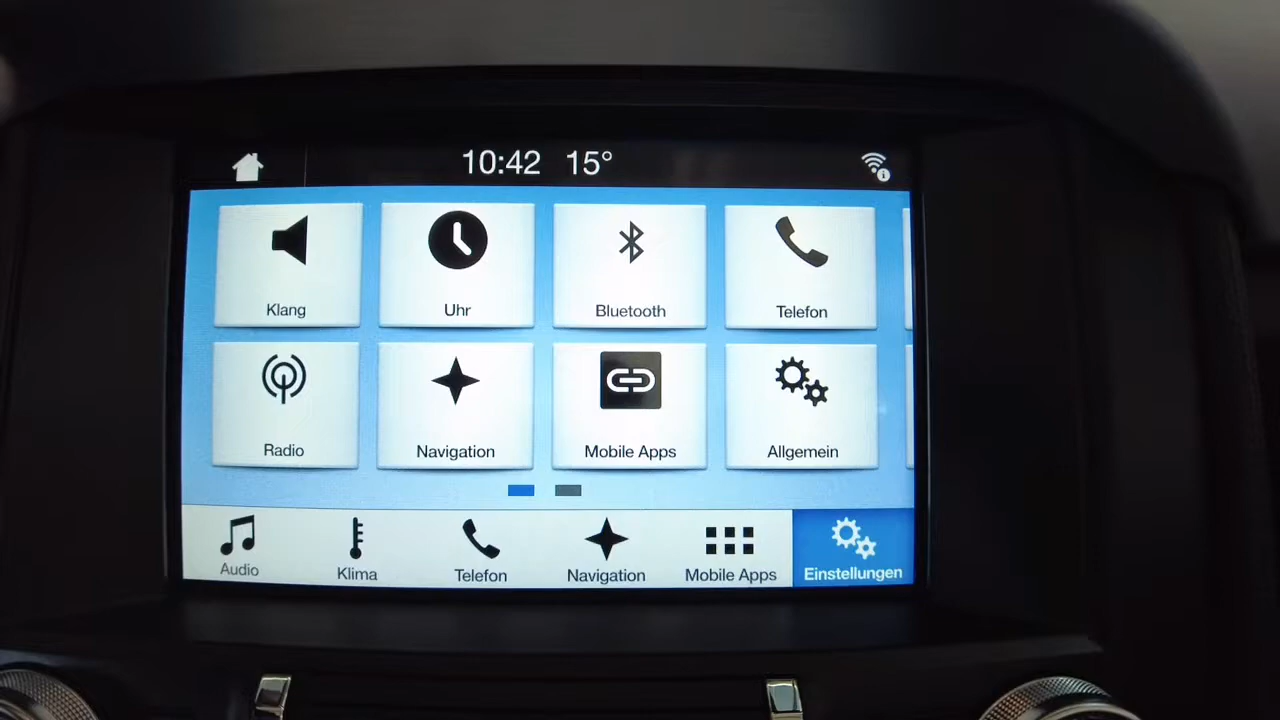 10:42 15°
Klang Uhr Bluetooth Telefon
Radio Navigation Mobile Apps Allgemein
Audio Klima Telefon Navigation Mobile Apps Einstellungen